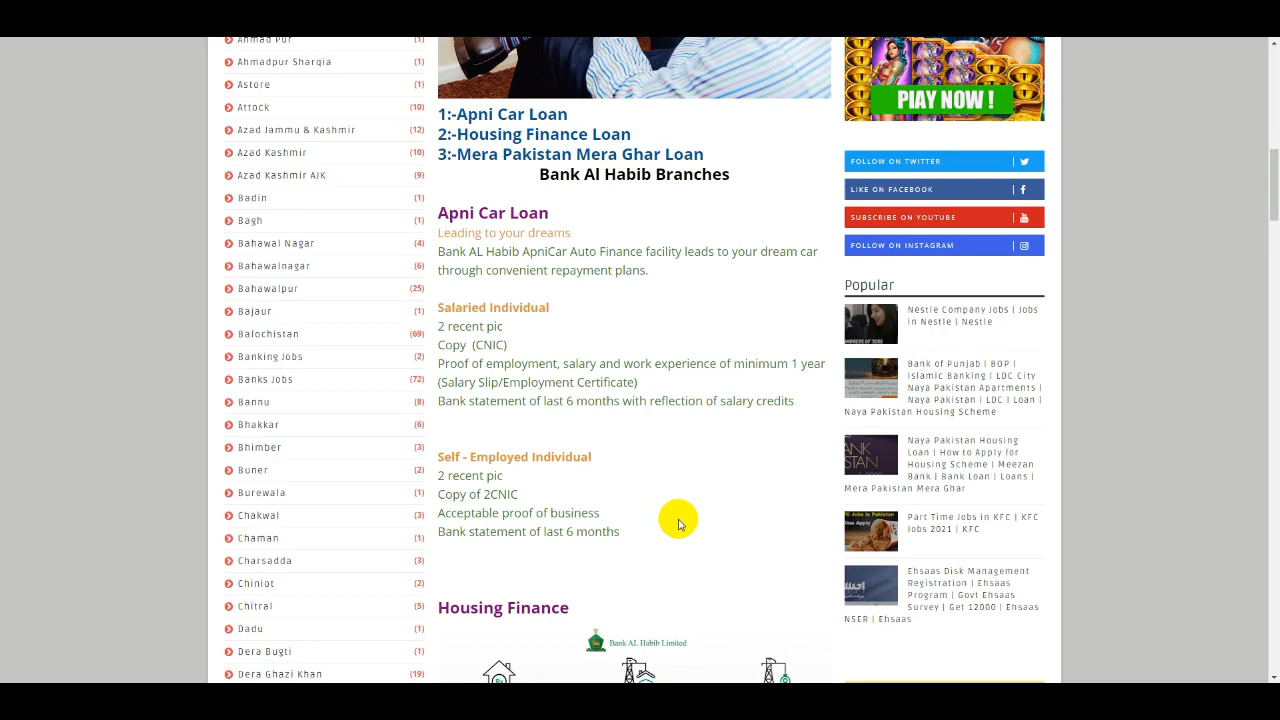 Ahmad Pur (1)
Ahmadpur Sharqia (1)
Astore (1)
Attock (10)
Azad Jammu & Kashmir (12)
Azad Kashmir (10)
Azad Kashmir AJK (9)
Badin (1)
Bagh (1)
Bahawal Nagar (4)
Bahawalnagar (6)
Bahawalpur (25)
Bajaur (1)
Balochistan (69)
Banking Jobs (2)
Banks Jobs (72)
Bannu (8)
Bhakkar (6)
Bhimber (3)
Buner (2)
Burewala (1)
Chakwal (3)
Chaman (1)
Charsadda (3)
Chiniot (2)
Chitral (5)
Dadu (1)
Dera Bugti (1)
Dera Ghazi Khan (19)
1:-Apni Car Loan
2:-Housing Finance Loan
3:-Mera Pakistan Mera Ghar Loan
Bank Al Habib Branches
Apni Car Loan
Leading to your dreams
Bank AL Habib ApniCar Auto Finance facility leads to your dream car
through convenient repayment plans.
Salaried Individual
2 recent pic
Copy (CNIC)
Proof of employment, salary and work experience of minimum 1 year
(Salary Slip/Employment Certificate)
Bank statement of last 6 months with reflection of salary credits
Self - Employed Individual
2 recent pic
Copy of 2CNIC
Acceptable proof of business
Bank statement of last 6 months
Housing Finance
Bank AL Habib Limited
PlAY NOW !
FOLLOW ON TWITTER
LIKE ON FACEBOOK
SUBSCRIBE ON YOUTUBE
FOLLOW ON INSTAGRAM
Popular
Nestle Company Jobs | Jobs
in Nestle | Nestle
Bank of Punjab | BOP |
Islamic Banking | LDC City
Naya Pakistan Apartments |
Naya Pakistan | LDC | Loan |
Naya Pakistan Housing Scheme
Naya Pakistan Housing
Loan | How to Apply for
Housing Scheme | Meezan
Bank | Bank Loan | Loans |
Mera Pakistan Mera Ghar
Part Time Jobs in KFC | KFC
Jobs 2021 | KFC
Ehsaas Disk Management
Registration | Ehsaas
Program | Govt Ehsaas
Survey | Get 12000 | Ehsaas
NSER | Ehsaas